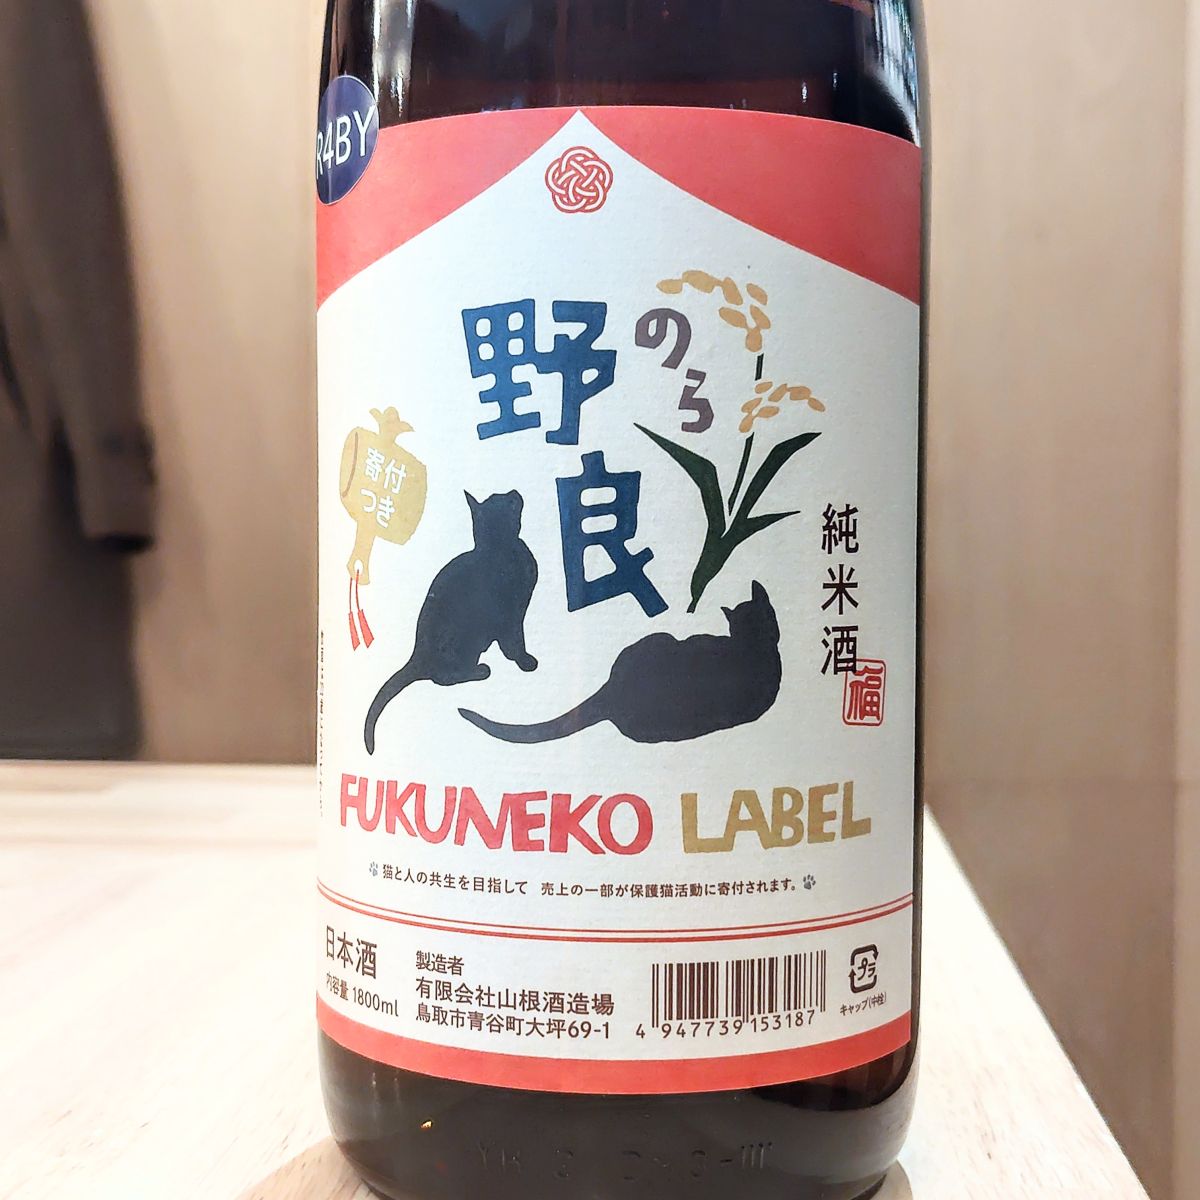 R4BY
野良
のら
寄付
つき
純米酒
福
FUKUNEKO LABEL
猫と人の共生を目指して 売上の一部が保護猫活動に寄付されます。
日本酒
内容量 1800ml
製造者
有限会社山根酒造場
鳥取市青谷町大坪69-1
4 947739 153187
プラ
キャップ(中栓)